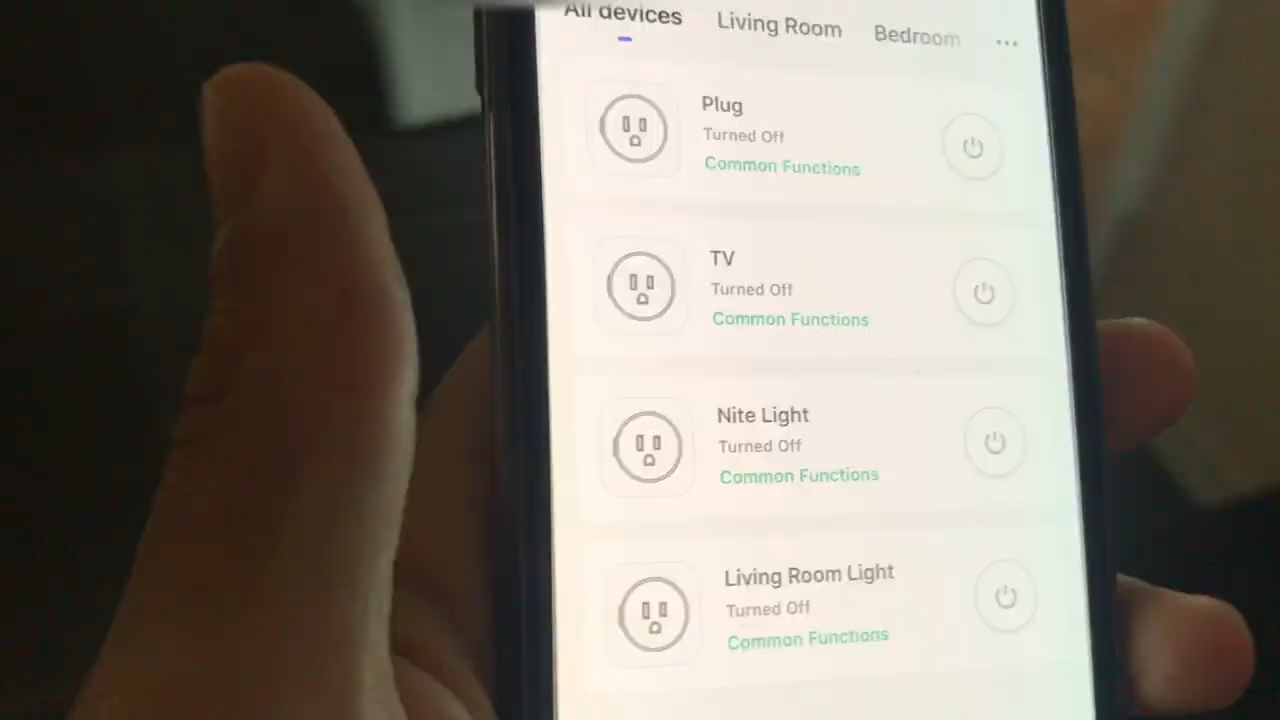 All devices Living Room Bedroom ...
Plug
Turned Off
Common Functions
TV
Turned Off
Common Functions
Nite Light
Turned Off
Common Functions
Living Room Light
Turned Off
Common Functions